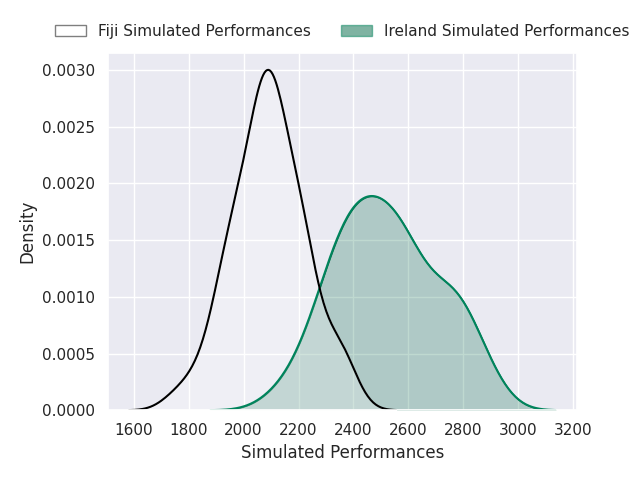 Fiji Simulated Performances
Ireland Simulated Performances
0.0030
0.0025
0.0020
0.0015
0.0010
0.0005
0.0000
Density
1600 1800 2000 2200 2400 2600 2800 3000 3200
Simulated Performances